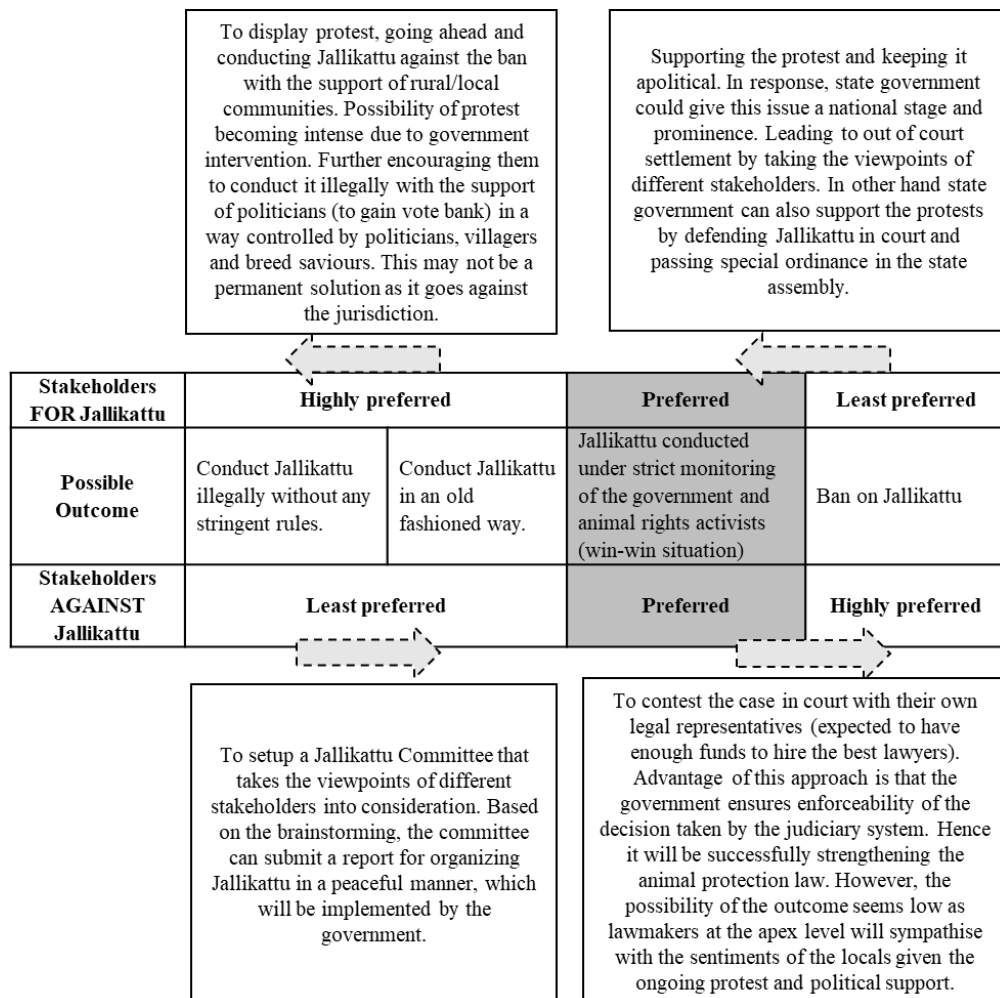 To display protest, going ahead and
conducting Jallikattu against the ban
with the support of rural/local
communities. Possibility of protest
becoming intense due to government
intervention. Further encouraging them
to conduct it illegally with the support
of politicians (to gain vote bank) in a
way controlled by politicians, villagers
and breed saviours. This may not be a
permanent solution as it goes against
the jurisdiction.
Supporting the protest and keeping it
apolitical. In response, state government
could give this issue a national stage and
prominence. Leading to out of court
settlement by taking the viewpoints of
different stakeholders. In other hand state
government can also support the protests
by defending Jallikattu in court and
passing special ordinance in the state
assembly.
Stakeholders
FOR Jallikattu
Highly preferred
Preferred
Least preferred
Possible
Outcome
Conduct Jallikattu
illegally without any
stringent rules.
Conduct Jallikattu
in an old
fashioned way.
Jallikattu conducted
under strict monitoring
of the government and
animal rights activists
(win-win situation)
Ban on Jallikattu
Stakeholders
AGAINST
Jallikattu
Least preferred
Preferred
Highly preferred
To setup a Jallikattu Committee that
takes the viewpoints of different
stakeholders into consideration. Based
on the brainstorming, the committee
can submit a report for organizing
Jallikattu in a peaceful manner, which
will be implemented by the
government.
To contest the case in court with their own
legal representatives (expected to have
enough funds to hire the best lawyers).
Advantage of this approach is that the
government ensures enforceability of the
decision taken by the judiciary system. Hence
it will be successfully strengthening the
animal protection law. However, the
possibility of the outcome seems low as
lawmakers at the apex level will sympathise
with the sentiments of the locals given the
ongoing protest and political support.